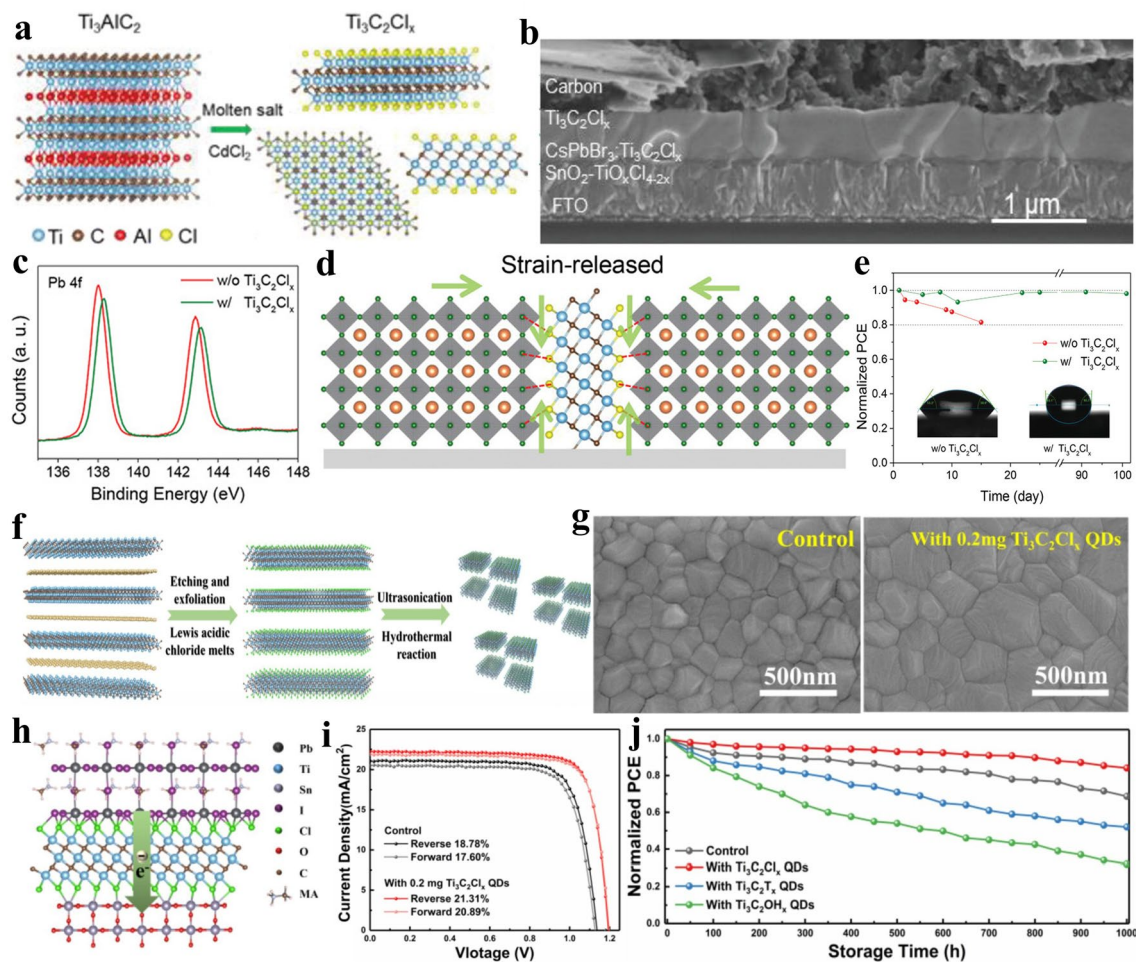 a
Ti₃AlC₂
Ti₃C₂Clₓ
Molten salt
CdCl₂
Ti C Al Cl
b
Carbon
Ti₃C₂Clₓ
CsPbBr₃:Ti₃C₂Clₓ
SnO₂-TiOₓCl₄₋₂ₓ
FTO
1 μm
c
Pb 4f
w/o Ti₃C₂Clₓ
w/ Ti₃C₂Clₓ
Counts (a. u.)
136 138 140 142 144 146 148
Binding Energy (eV)
d
Strain-released
e
Normalized PCE
1.0
0.8
0.6
0.4
0.2
0.0
w/o Ti₃C₂Clₓ
w/ Ti₃C₂Clₓ
w/o Ti₃C₂Clₓ
w/ Ti₃C₂Clₓ
0 10 20 30 90 100
Time (day)
f
Etching and
exfoliation
Lewis acidic
chloride melts
Ultrasonication
Hydrothermal
reaction
g
Control
500nm
With 0.2mg Ti₃C₂Clₓ QDs
500nm
h
Pb
Ti
Sn
I
Cl
O
C
MA
e⁻
i
Current Density(mA/cm²)
25
20
15
10
5
0
Control
Reverse 18.78%
Forward 17.60%
With 0.2 mg Ti₃C₂Clₓ QDs
Reverse 21.31%
Forward 20.89%
0.0 0.2 0.4 0.6 0.8 1.0 1.2
Vlotage (V)
j
Normalized PCE
1.0
0.8
0.6
0.4
0.2
0.0
Control
With Ti₃C₂Clₓ QDs
With Ti₃C₂Tₓ QDs
With Ti₃C₂OHₓ QDs
0 100 200 300 400 500 600 700 800 900 1000
Storage Time (h)